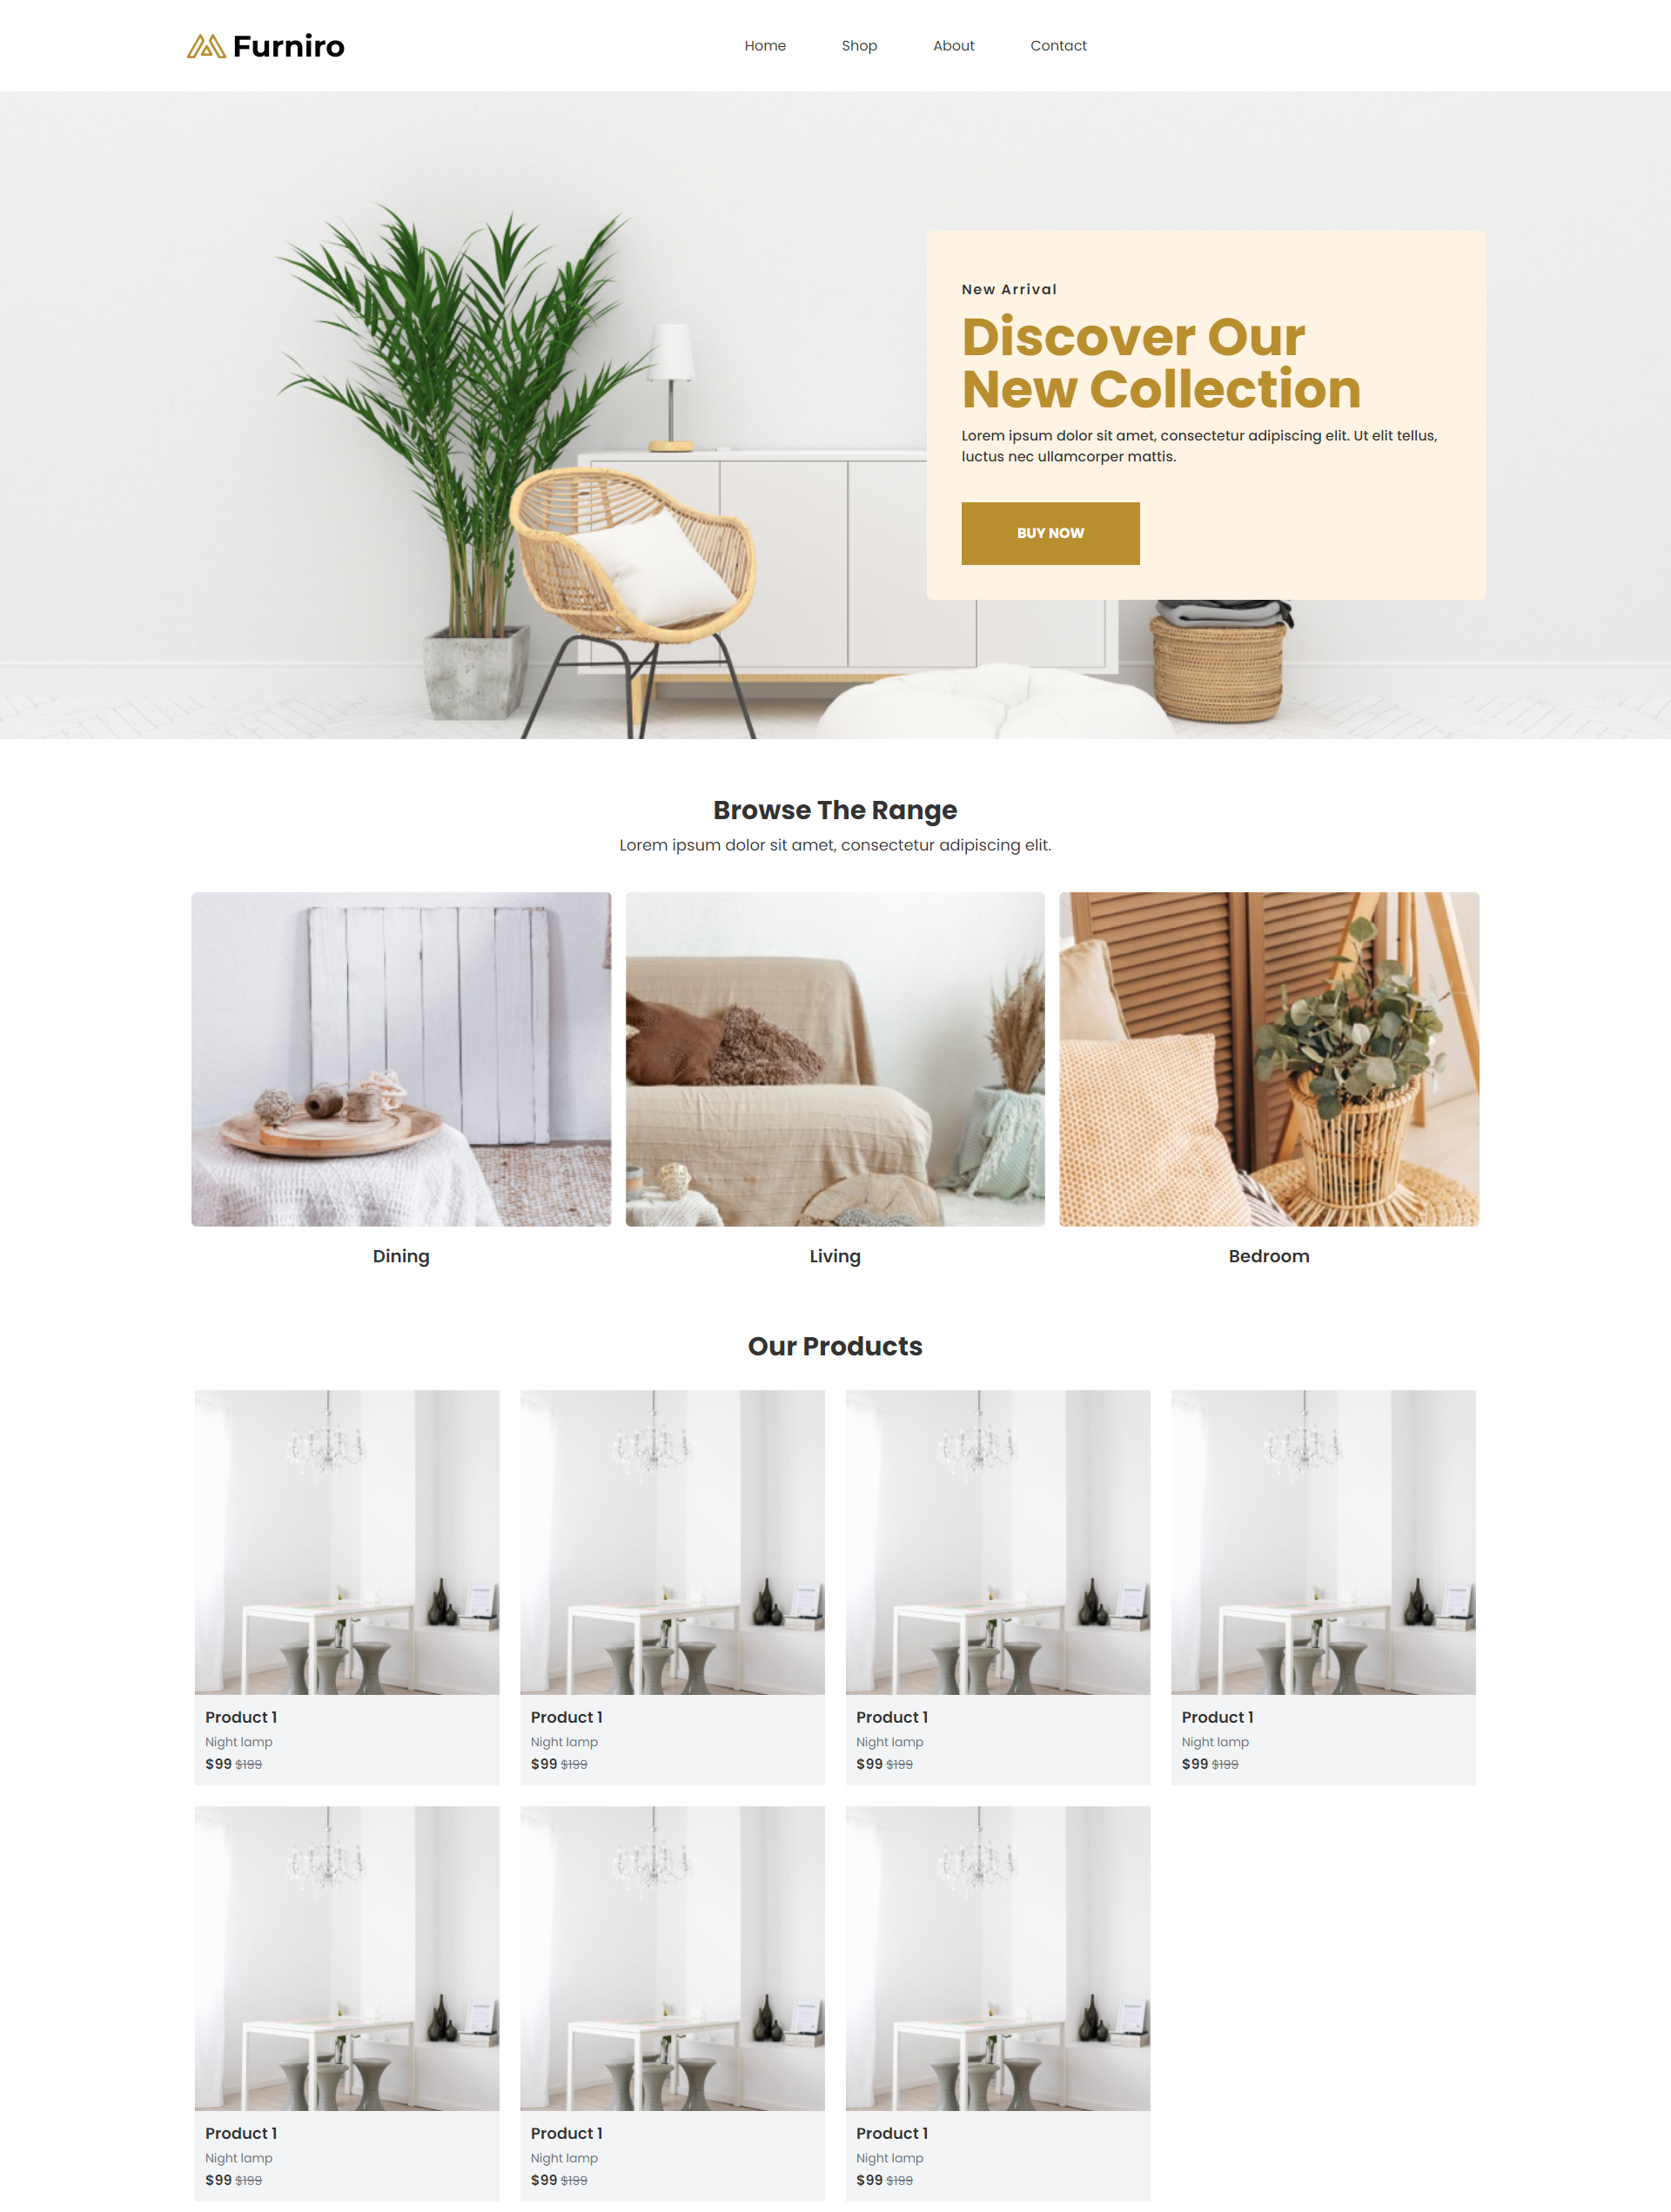 Furniro
Home
Shop
About
Contact
New Arrival
Discover Our
New Collection
Lorem ipsum dolor sit amet, consectetur adipiscing elit. Ut elit tellus,
luctus nec ullamcorper mattis.
BUY NOW
Browse The Range
Lorem ipsum dolor sit amet, consectetur adipiscing elit.
Dining
Living
Bedroom
Our Products
Product 1
Night lamp
$99 $199
Product 1
Night lamp
$99 $199
Product 1
Night lamp
$99 $199
Product 1
Night lamp
$99 $199
Product 1
Night lamp
$99 $199
Product 1
Night lamp
$99 $199
Product 1
Night lamp
$99 $199